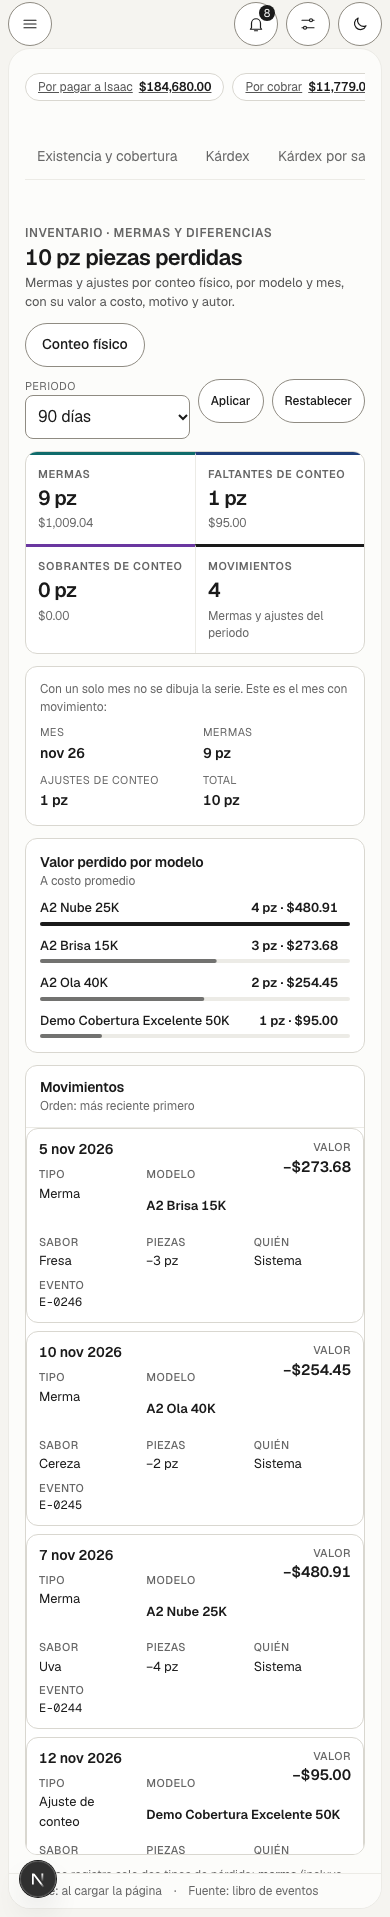 8
Por pagar a Isaac $184,680.00 Por cobrar $11,779.0
Existencia y cobertura Kárdex Kárdex por sa
INVENTARIO · MERMAS Y DIFERENCIAS
10 pz piezas perdidas
Mermas y ajustes por conteo físico, por modelo y mes,
con su valor a costo, motivo y autor.
Conteo físico
PERIODO
90 días Aplicar Restablecer
MERMAS FALTANTES DE CONTEO
9 pz 1 pz
$1,009.04 $95.00
SOBRANTES DE CONTEO MOVIMIENTOS
0 pz 4
$0.00 Mermas y ajustes del
periodo
Con un solo mes no se dibuja la serie. Este es el mes con
movimiento:
MES MERMAS
nov 26 9 pz
AJUSTES DE CONTEO TOTAL
1 pz 10 pz
Valor perdido por modelo
A costo promedio
A2 Nube 25K 4 pz · $480.91
A2 Brisa 15K 3 pz · $273.68
A2 Ola 40K 2 pz · $254.45
Demo Cobertura Excelente 50K 1 pz · $95.00
Movimientos
Orden: más reciente primero
5 nov 2026 VALOR
−$273.68
TIPO MODELO
Merma A2 Brisa 15K
SABOR PIEZAS QUIÉN
Fresa −3 pz Sistema
EVENTO
E-0246
10 nov 2026 VALOR
−$254.45
TIPO MODELO
Merma A2 Ola 40K
SABOR PIEZAS QUIÉN
Cereza −2 pz Sistema
EVENTO
E-0245
7 nov 2026 VALOR
−$480.91
TIPO MODELO
Merma A2 Nube 25K
SABOR PIEZAS QUIÉN
Uva −4 pz Sistema
EVENTO
E-0244
12 nov 2026 VALOR
−$95.00
TIPO MODELO
Ajuste de
conteo Demo Cobertura Excelente 50K
SABOR PIEZAS QUIÉN
N
al cargar la página · Fuente: libro de eventos